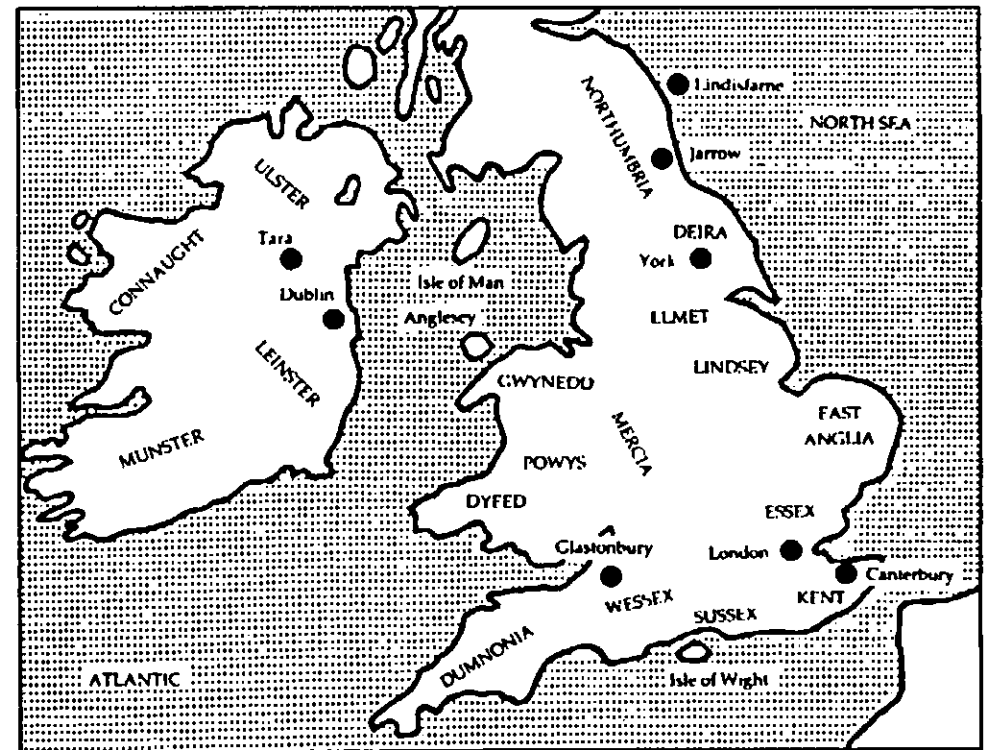 Lindisfarne
NORTH SEA
NORTHUMBRIA
Jarrow
ULSTER
DEIRA
Tara
York
CONNAUGHT
Isle of Man
Dublin
Anglesey
ELMET
LEINSTER
LINDSEY
GWYNEDD
EAST
ANGLIA
MERCIA
MUNSTER
POWYS
DYFED
ESSEX
Glastonbury
London
Canterbury
WESSEX
KENT
SUSSEX
DUMNONIA
ATLANTIC
Isle of Wight